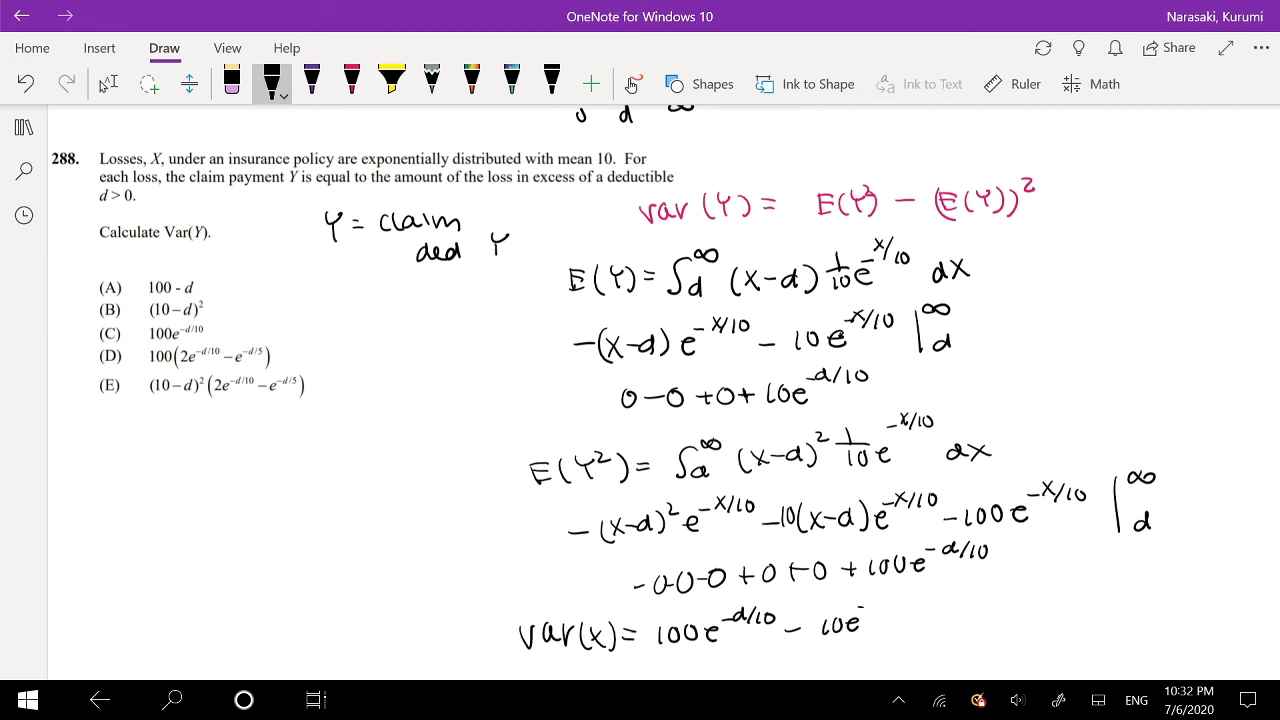 OneNote for Windows 10
Narasaki, Kurumi
Home Insert Draw View Help
Share
Shapes Ink to Shape Ink to Text Ruler Math
0 d ∞
288. Losses, X, under an insurance policy are exponentially distributed with mean 10. For
each loss, the claim payment Y is equal to the amount of the loss in excess of a deductible
d > 0.
Calculate Var(Y).
(A) 100 - d
(B) (10 – d)²
(C) 100e^{-d/10}
(D) 100(2e^{-d/10} – e^{-d/5})
(E) (10 – d)²(2e^{-d/10} – e^{-d/5})
Y = claim
ded Y
var (Y) = E(Y²) - (E(Y))²
E(Y) = ∫_d^∞ (x-d) 1/10 e^{-x/10} dx
-(x-d) e^{-x/10} - 10e^{-x/10} |_d^∞
0-0+0+10e^{-d/10}
E(Y²) = ∫_d^∞ (x-d)² 1/10 e^{-x/10} dx
-(x-d)² e^{-x/10} -10(x-d)e^{-x/10} -100e^{-x/10} |_d^∞
-0-0-0+0+0+100e^{-d/10}
var(x) = 100e^{-d/10} - 10e^-
ENG
10:32 PM
7/6/2020